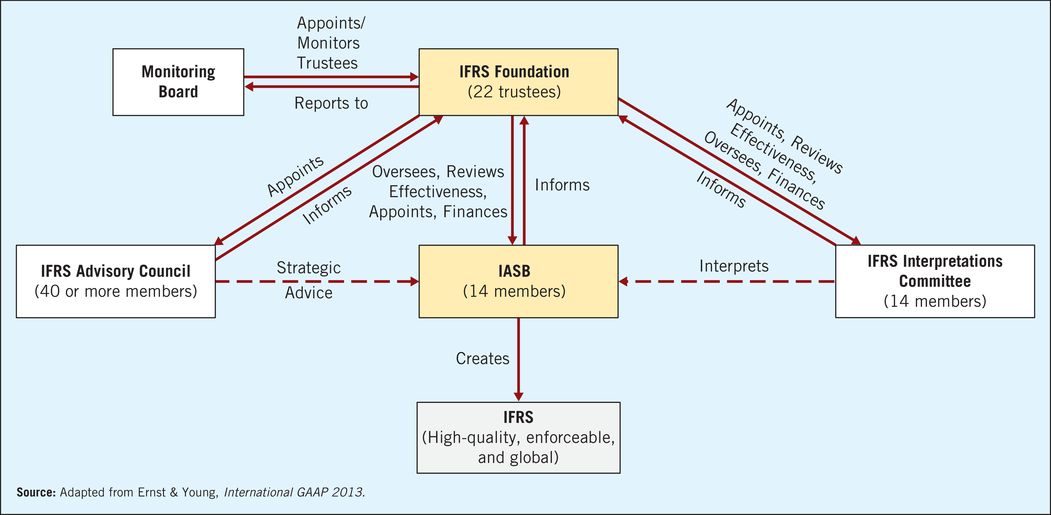 Appoints/
Monitors
Trustees
Monitoring
Board
IFRS Foundation
(22 trustees)
Reports to
Appoints
Informs
Oversees, Reviews
Effectiveness,
Appoints, Finances
Informs
Appoints, Reviews
Effectiveness,
Oversees, Finances
Informs
IFRS Advisory Council
(40 or more members)
Strategic
Advice
IASB
(14 members)
Interprets
IFRS Interpretations
Committee
(14 members)
Creates
IFRS
(High-quality, enforceable,
and global)
Source: Adapted from Ernst & Young, International GAAP 2013.